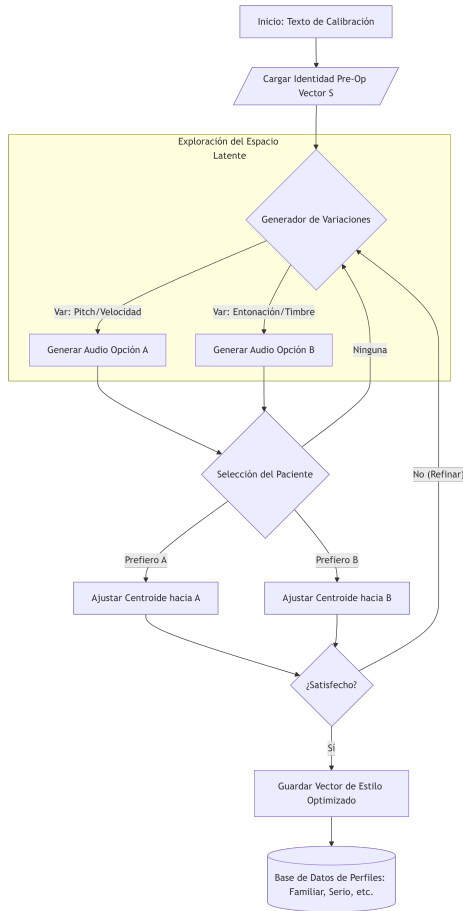 Inicio: Texto de Calibración
Cargar Identidad Pre-Op
Vector S
Exploración del Espacio
Latente
Generador de Variaciones
Var: Pitch/Velocidad
Var: Entonación/Timbre
Generar Audio Opción A
Generar Audio Opción B
Ninguna
Selección del Paciente
No (Refinar)
Prefiero A
Prefiero B
Ajustar Centroide hacia A
Ajustar Centroide hacia B
¿Satisfecho?
Sí
Guardar Vector de Estilo
Optimizado
Base de Datos de Perfiles:
Familiar, Serio, etc.